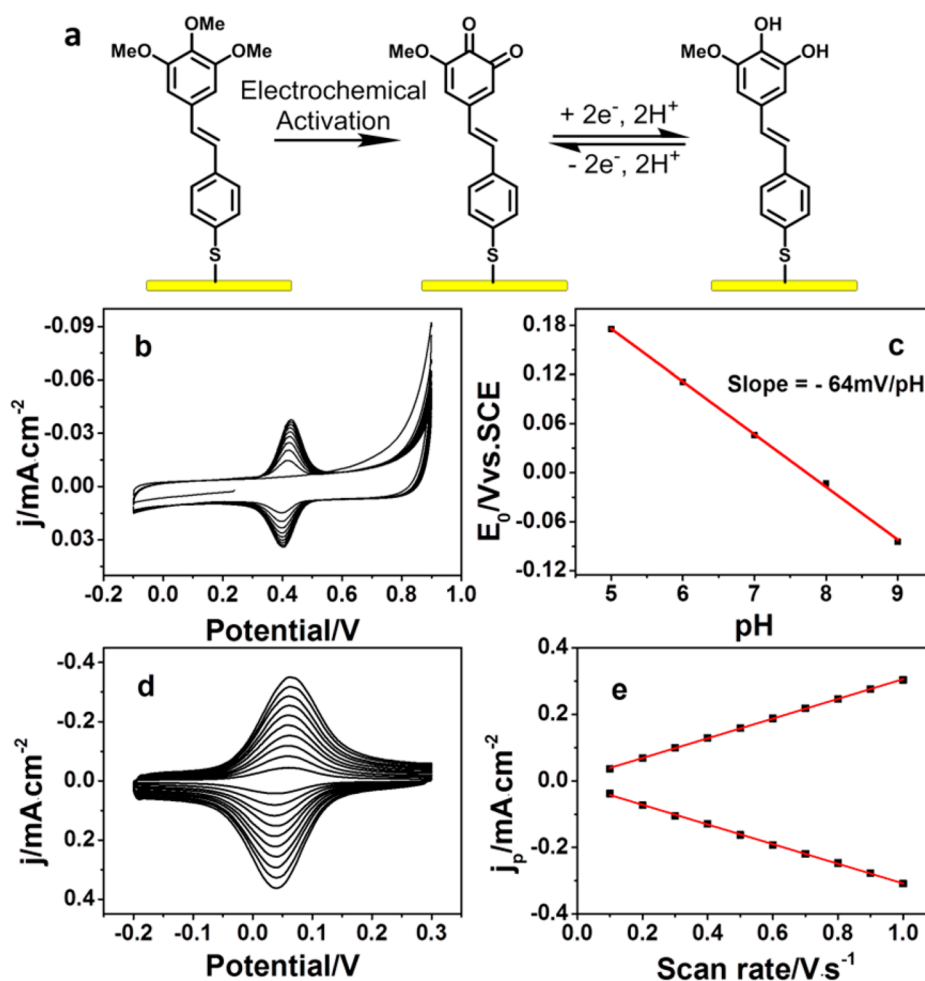 a
OMe
MeO OMe
S
Electrochemical
Activation
O
MeO O
S
+ 2e⁻, 2H⁺
- 2e⁻, 2H⁺
OH
MeO OH
S
b
j/mA.cm⁻²
-0.09
-0.06
-0.03
0.00
0.03
-0.2 0.0 0.2 0.4 0.6 0.8 1.0
Potential/V
c
Slope = - 64mV/pH
E₀/Vvs.SCE
0.18
0.12
0.06
0.00
-0.06
-0.12
5 6 7 8 9
pH
d
j/mA.cm⁻²
-0.4
-0.2
0.0
0.2
0.4
-0.2 -0.1 0.0 0.1 0.2 0.3
Potential/V
e
jₚ/mA.cm⁻²
0.4
0.2
0.0
-0.2
-0.4
0.0 0.2 0.4 0.6 0.8 1.0
Scan rate/V.s⁻¹